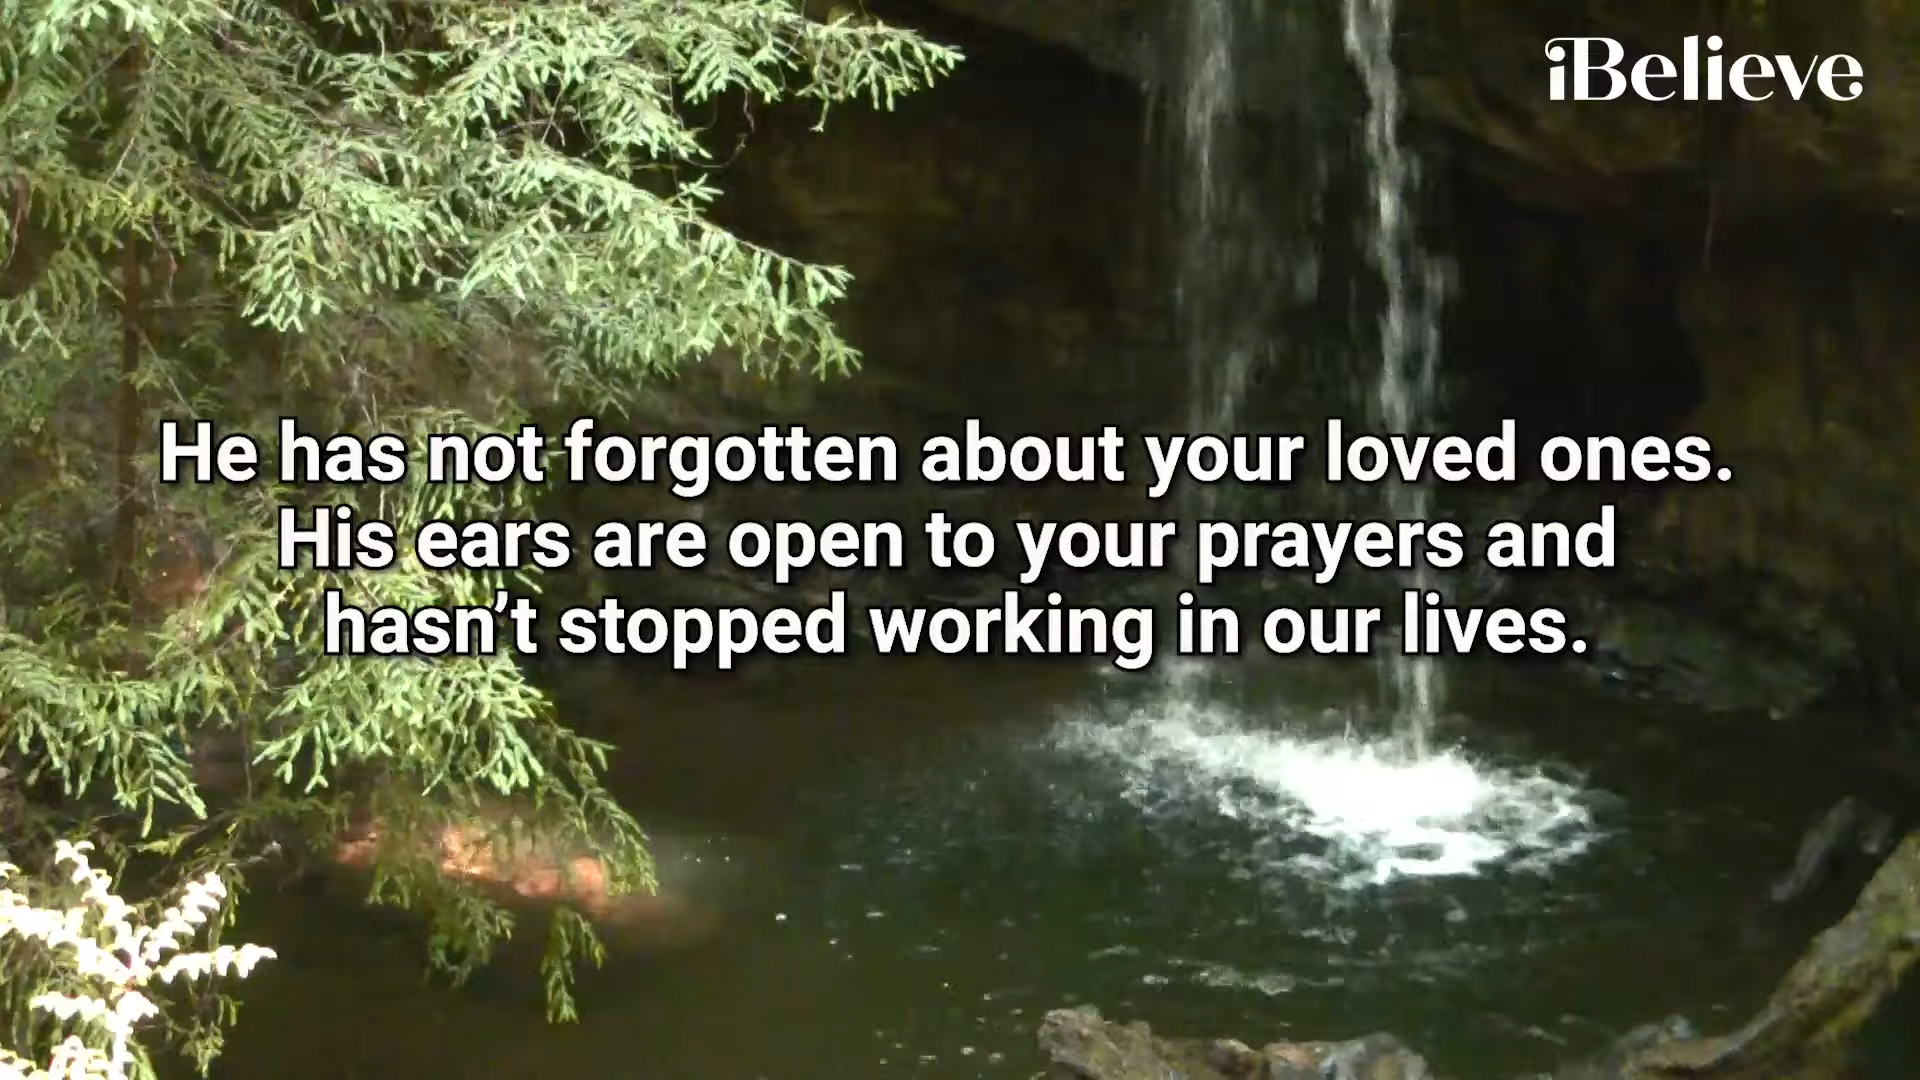 iBelieve
He has not forgotten about your loved ones.
His ears are open to your prayers and
hasn’t stopped working in our lives.